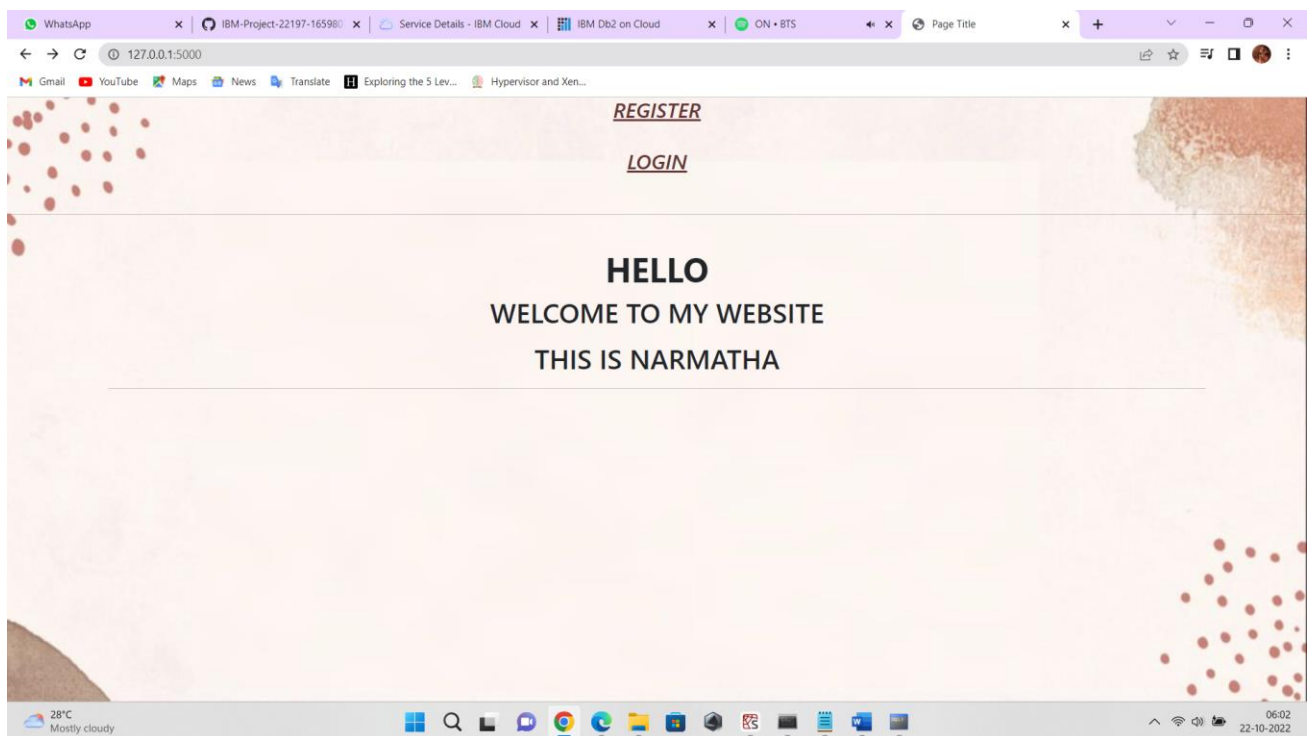 WhatsApp
IBM-Project-22197-165980
Service Details - IBM Cloud
IBM Db2 on Cloud
ON • BTS
Page Title
127.0.0.1:5000
Gmail
YouTube
Maps
News
Translate
Exploring the 5 Lev...
Hypervisor and Xen...
REGISTER
LOGIN
HELLO
WELCOME TO MY WEBSITE
THIS IS NARMATHA
28°C
Mostly cloudy
06:02
22-10-2022